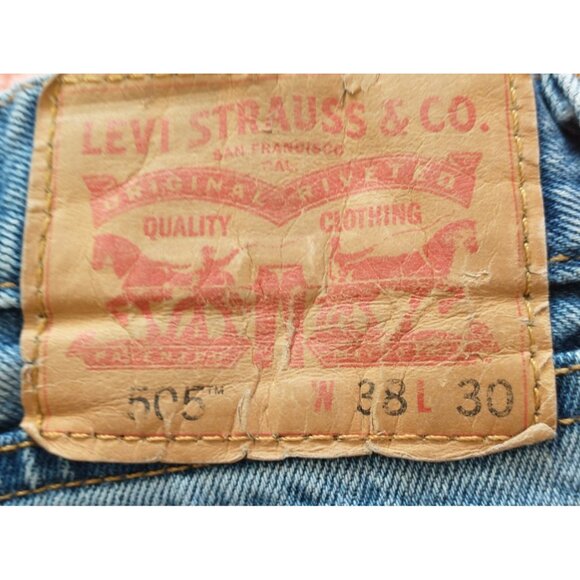 LEVI STRAUSS & CO.
SAN FRANCISCO
CAL.
ORIGINAL RIVETED
QUALITY CLOTHING
505™ W 38 L 30